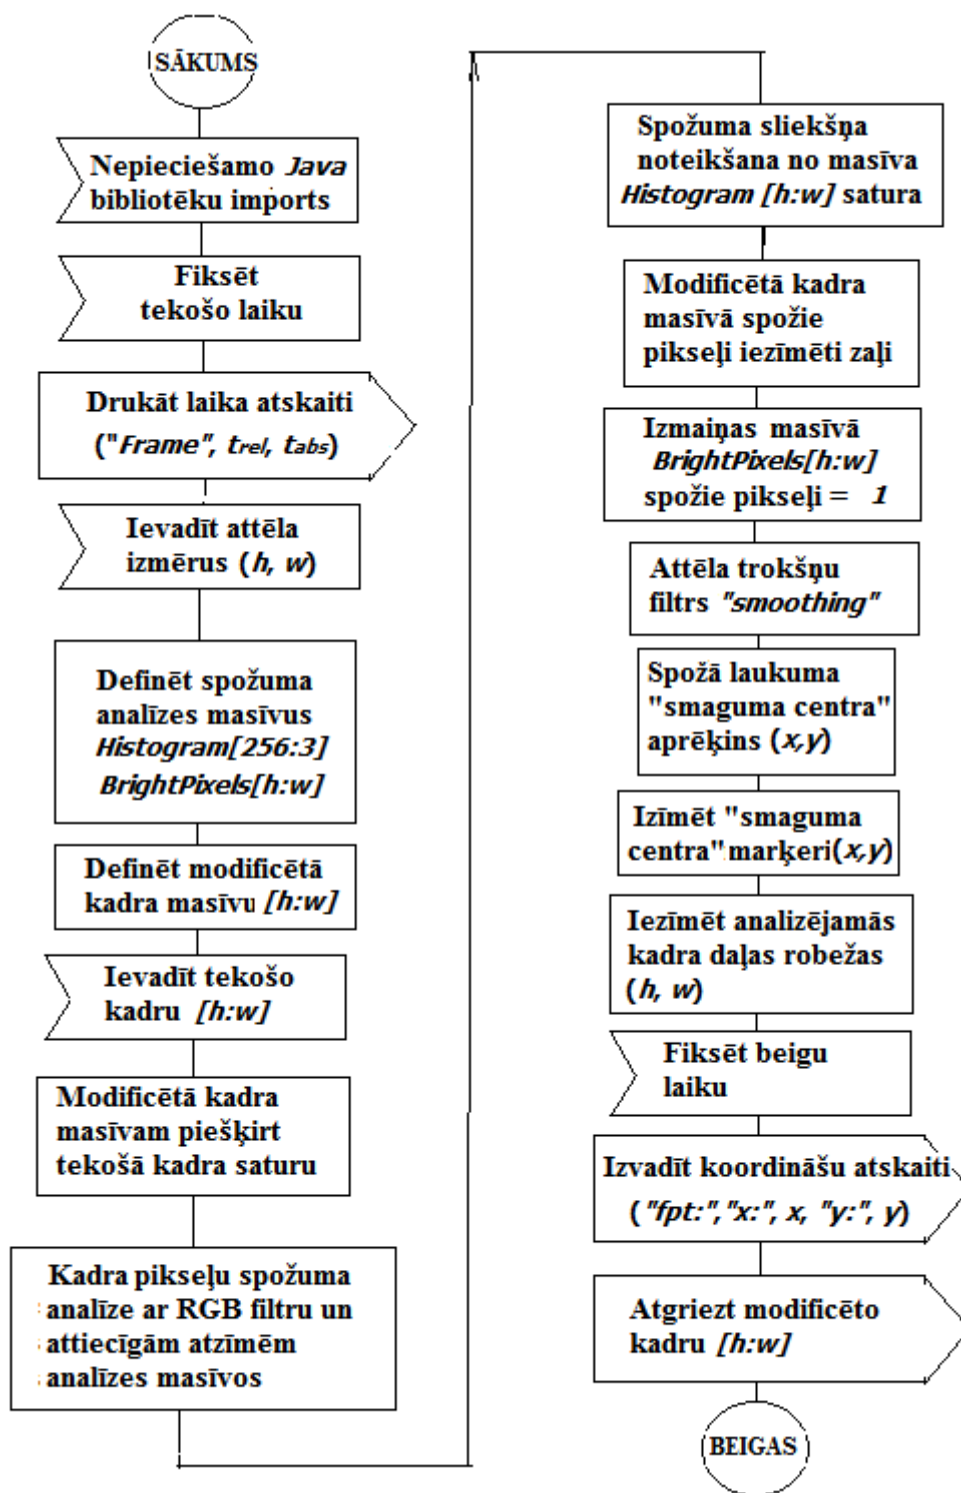 SĀKUMS
Nepieciešamo Java
bibliotēku imports
Fiksēt
tekošo laiku
Drukāt laika atskaiti
("Frame", trel, tabs)
Ievadīt attēla
izmērus (h, w)
Definēt spožuma
analīzes masīvus
Histogram[256:3]
BrightPixels[h:w]
Definēt modificētā
kadra masīvu [h:w]
Ievadīt tekošo
kadru [h:w]
Modificētā kadra
masīvam piešķirt
tekošā kadra saturu
Kadra pikseļu spožuma
analīze ar RGB filtru un
attiecīgām atzīmēm
analīzes masīvos
Spožuma sliekšņa
noteikšana no masīva
Histogram [h:w] satura
Modificētā kadra
masīvā spožie
pikseļi iezīmēti zaļi
Izmaiņas masīvā
BrightPixels[h:w]
spožie pikseļi = 1
Attēla trokšņu
filtrs "smoothing"
Spožā laukuma
"smaguma centra"
aprēķins (x,y)
Izīmēt "smaguma
centra" marķeri(x,y)
Iezīmēt analizējamās
kadra daļas robežas
(h, w)
Fiksēt beigu
laiku
Izvadīt koordināšu atskaiti
("fpt:","x:", x, "y:", y)
Atgriezt modificēto
kadru [h:w]
BEIGAS